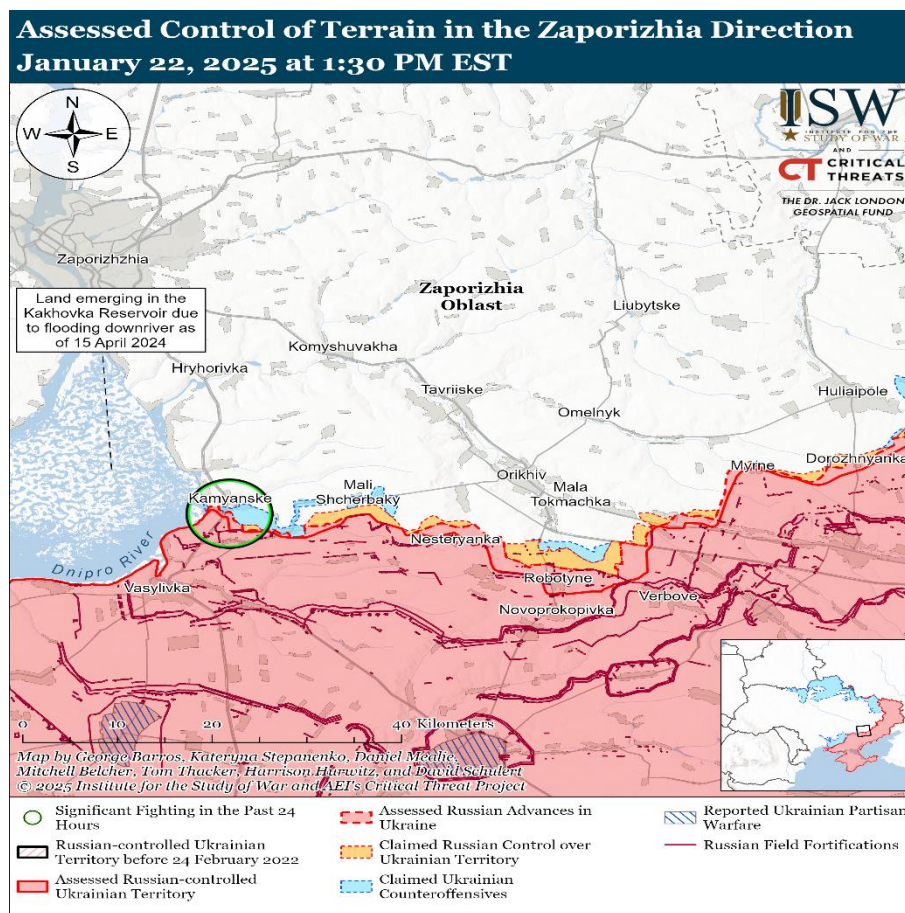 Assessed Control of Terrain in the Zaporizhia Direction
January 22, 2025 at 1:30 PM EST
N
W E
S
ISW
INSTITUTE FOR THE
STUDY OF WAR
AND
CT CRITICAL
THREATS
THE DR. JACK LONDON
GEOSPATIAL FUND
Zaporizhzhia
Land emerging in the
Kakhovka Reservoir due
to flooding downriver as
of 15 April 2024
Zaporizhia
Oblast
Liubytske
Komyshuvakha
Hryhorivka
Tavriiske
Huliaipole
Omelnyk
Orikhiv
Myrne
Dorozhnyanka
Mali
Shcherbaky
Kamyanske
Mala
Tokmachka
Nesteryanka
Dnipro River
Robotyne
Vasylivka
Novoprokopivka
Verbove
0 10 20 40 Kilometers
Map by George Barros, Kateryna Stepanenko, Daniel Mealie,
Mitchell Belcher, Tom Thacker, Harrison Hurwitz, and David Schulert
© 2025 Institute for the Study of War and AEI's Critical Threat Project
Significant Fighting in the Past 24
Hours
Russian-controlled Ukrainian
Territory before 24 February 2022
Assessed Russian-controlled
Ukrainian Territory
Assessed Russian Advances in
Ukraine
Claimed Russian Control over
Ukrainian Territory
Claimed Ukrainian
Counteroffensives
Reported Ukrainian Partisan
Warfare
Russian Field Fortifications